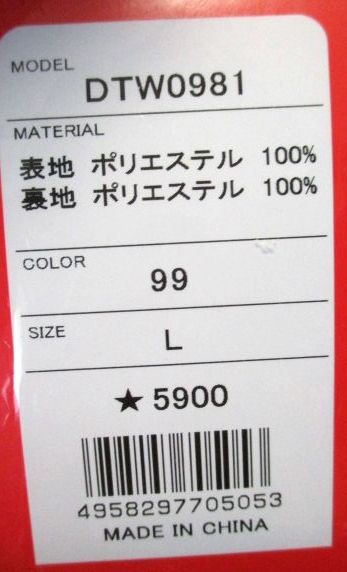 MODEL
DTW0981
MATERIAL
表地 ポリエステル 100%
裏地 ポリエステル 100%
COLOR
99
SIZE
L
★ 5900
4958297705053
MADE IN CHINA